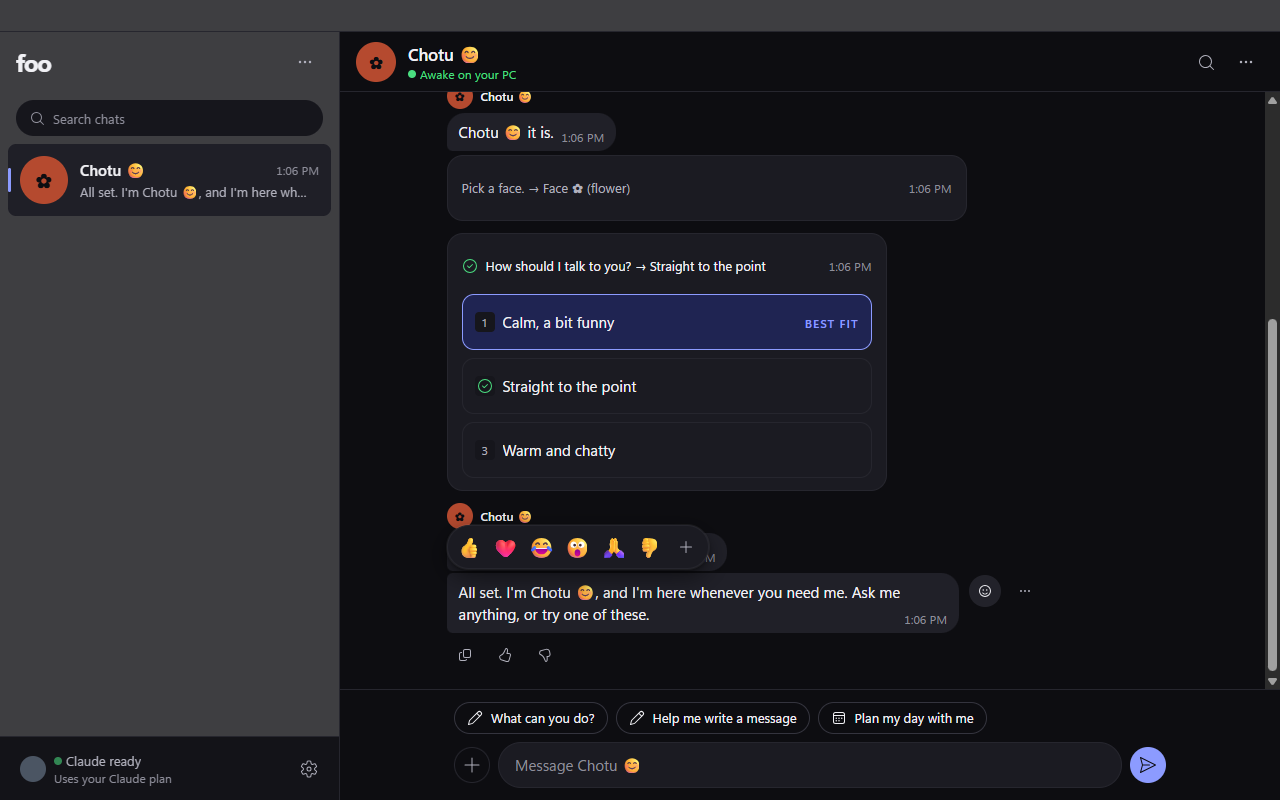 foo
Search chats
Chotu 😊 1:06 PM
All set. I'm Chotu 😊, and I'm here wh...
Claude ready
Uses your Claude plan
Chotu 😊
Awake on your PC
Chotu 😊
Chotu 😊 it is. 1:06 PM
Pick a face. → Face ✿ (flower) 1:06 PM
How should I talk to you? → Straight to the point 1:06 PM
1 Calm, a bit funny BEST FIT
Straight to the point
3 Warm and chatty
Chotu 😊
All set. I'm Chotu 😊, and I'm here whenever you need me. Ask me
anything, or try one of these. 1:06 PM
What can you do? Help me write a message Plan my day with me
Message Chotu 😊